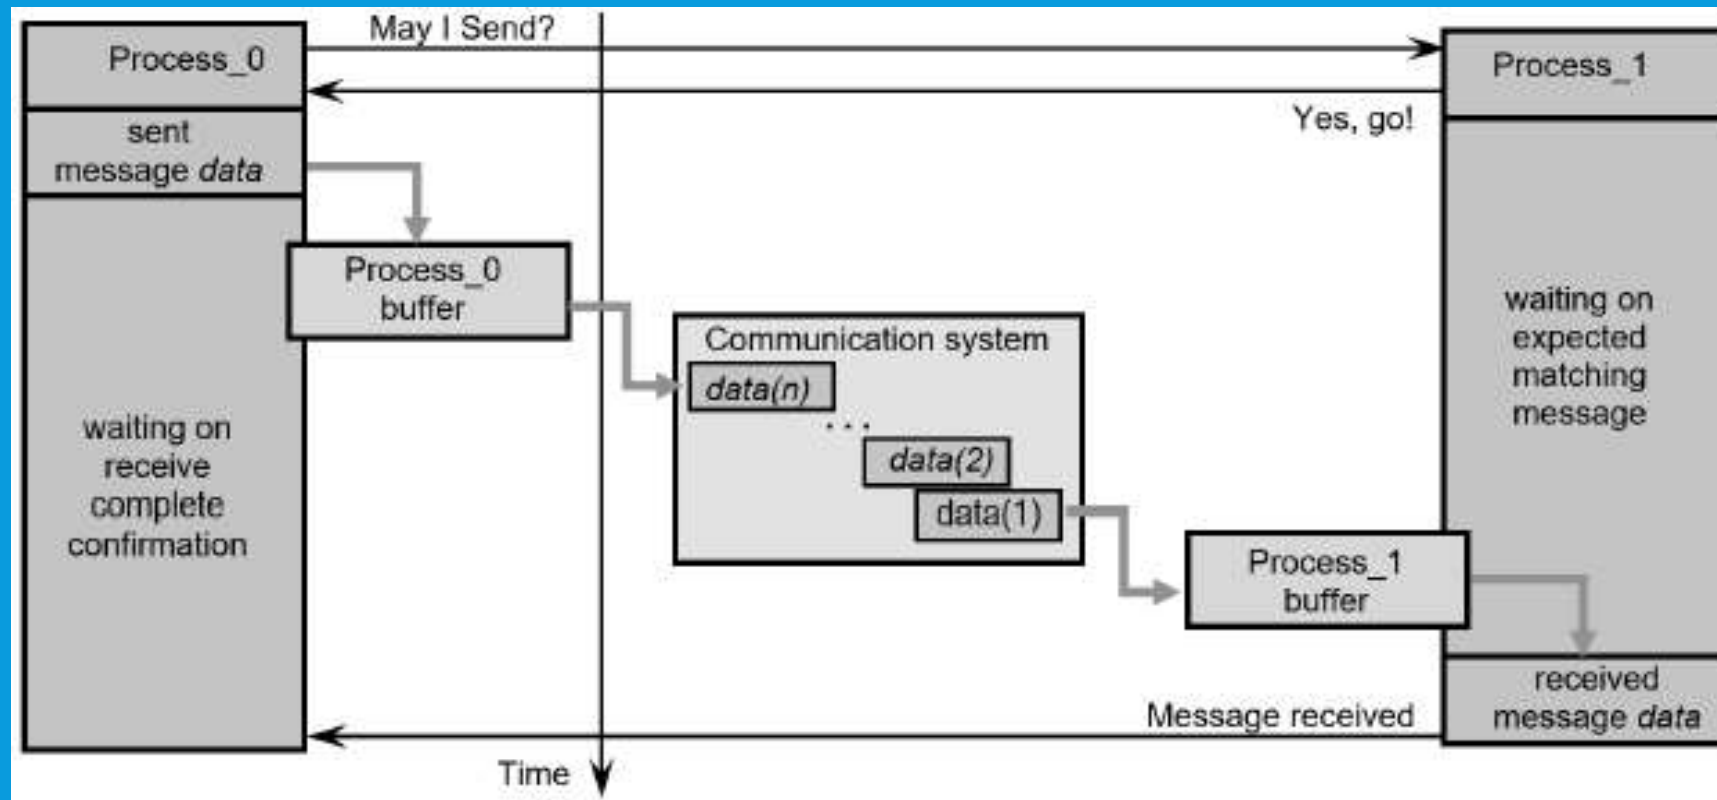 May I Send?
Process_0
Process_1
Yes, go!
sent
message data
Process_0
buffer
Communication system
data(n)
...
data(2)
data(1)
waiting on
expected
matching
message
waiting on
receive
complete
confirmation
Process_1
buffer
received
message data
Message received
Time